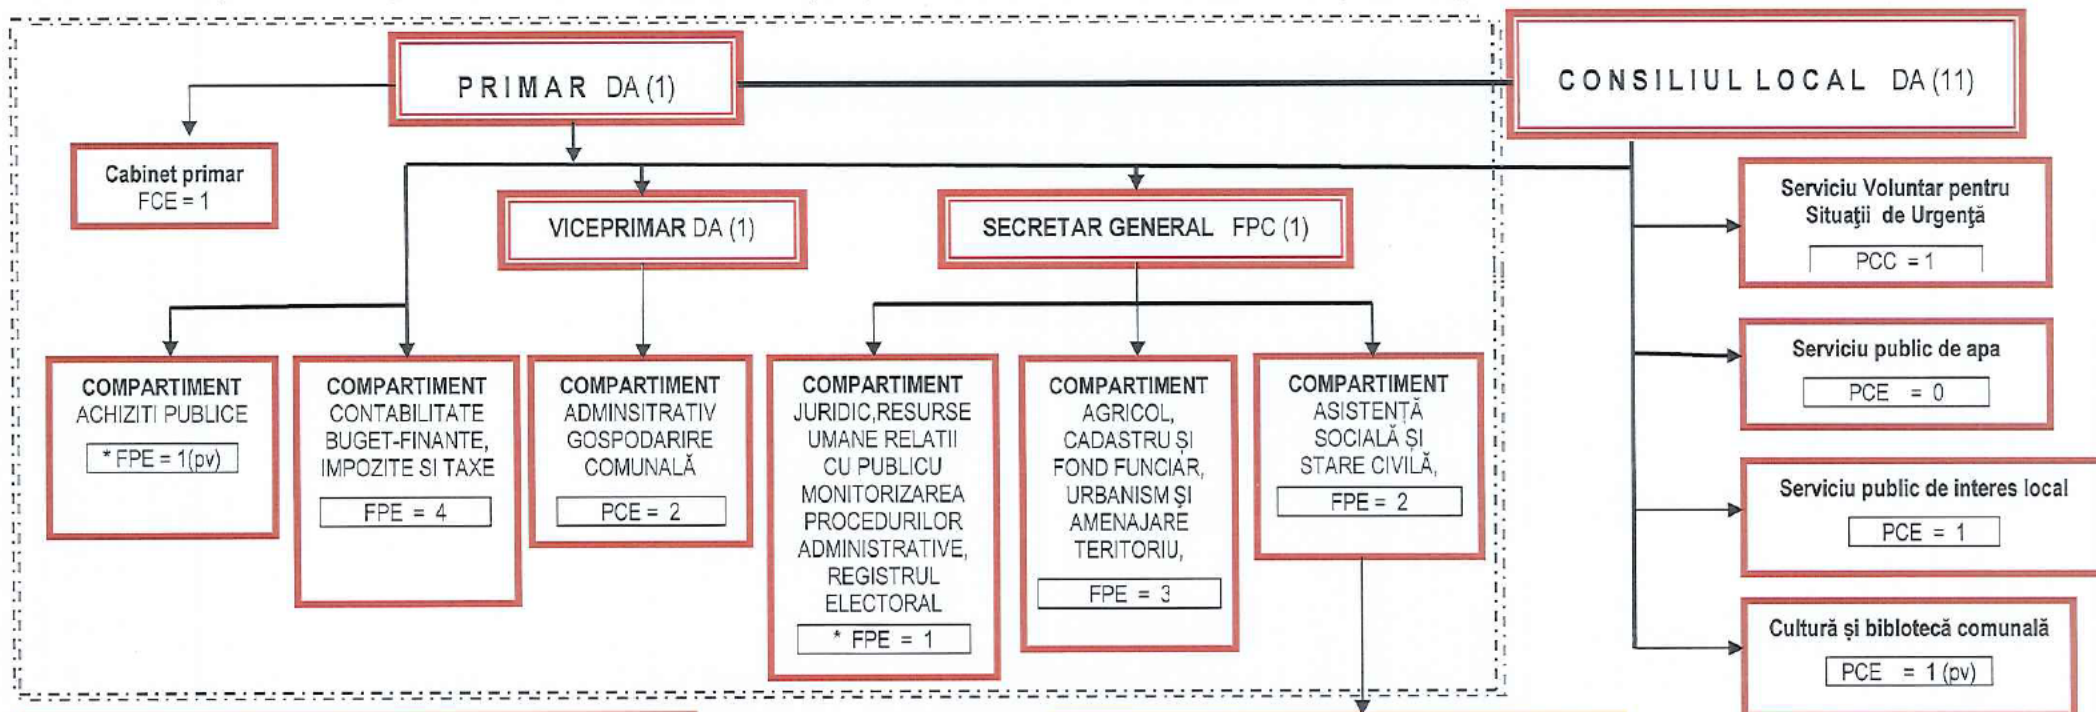 PRIMAR DA (1)
CONSILIUL LOCAL DA (11)
Cabinet primar
FCE = 1
VICEPRIMAR DA (1)
SECRETAR GENERAL FPC (1)
Serviciu Voluntar pentru
Situaţii de Urgenţă
PCC = 1
Serviciu public de apa
PCE = 0
Serviciu public de interes local
PCE = 1
Cultură și bibliotecă comunală
PCE = 1 (pv)
COMPARTIMENT
ACHIZITI PUBLICE
* FPE = 1(pv)
COMPARTIMENT
CONTABILITATE
BUGET-FINANTE,
IMPOZITE SI TAXE
FPE = 4
COMPARTIMENT
ADMINSITRATIV
GOSPODARIRE
COMUNALĂ
PCE = 2
COMPARTIMENT
JURIDIC,RESURSE
UMANE RELATII
CU PUBLICU
MONITORIZAREA
PROCEDURILOR
ADMINISTRATIVE,
REGISTRUL
ELECTORAL
* FPE = 1
COMPARTIMENT
AGRICOL,
CADASTRU ȘI
FOND FUNCIAR,
URBANISM ȘI
AMENAJARE
TERITORIU,
FPE = 3
COMPARTIMENT
ASISTENȚĂ
SOCIALĂ ȘI
STARE CIVILĂ,
FPE = 2